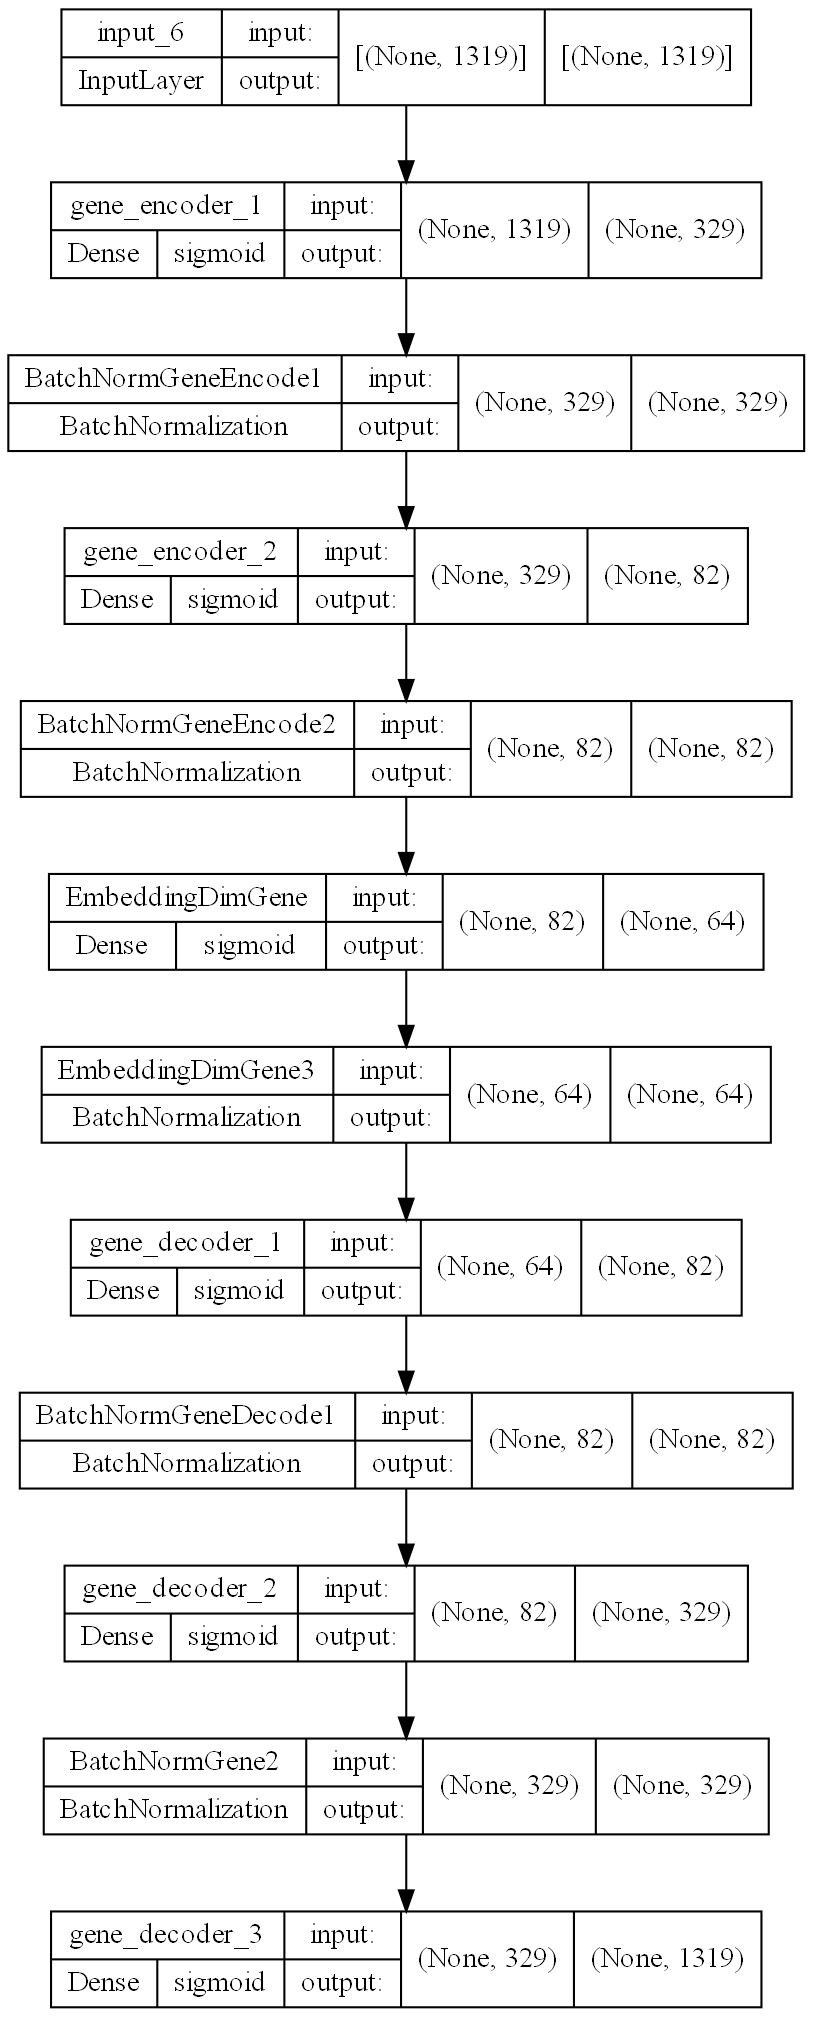 input_6 input: [(None, 1319)] [(None, 1319)]
InputLayer output:
gene_encoder_1 input: (None, 1319) (None, 329)
Dense sigmoid output:
BatchNormGeneEncode1 input: (None, 329) (None, 329)
BatchNormalization output:
gene_encoder_2 input: (None, 329) (None, 82)
Dense sigmoid output:
BatchNormGeneEncode2 input: (None, 82) (None, 82)
BatchNormalization output:
EmbeddingDimGene input: (None, 82) (None, 64)
Dense sigmoid output:
EmbeddingDimGene3 input: (None, 64) (None, 64)
BatchNormalization output:
gene_decoder_1 input: (None, 64) (None, 82)
Dense sigmoid output:
BatchNormGeneDecode1 input: (None, 82) (None, 82)
BatchNormalization output:
gene_decoder_2 input: (None, 82) (None, 329)
Dense sigmoid output:
BatchNormGene2 input: (None, 329) (None, 329)
BatchNormalization output:
gene_decoder_3 input: (None, 329) (None, 1319)
Dense sigmoid output: